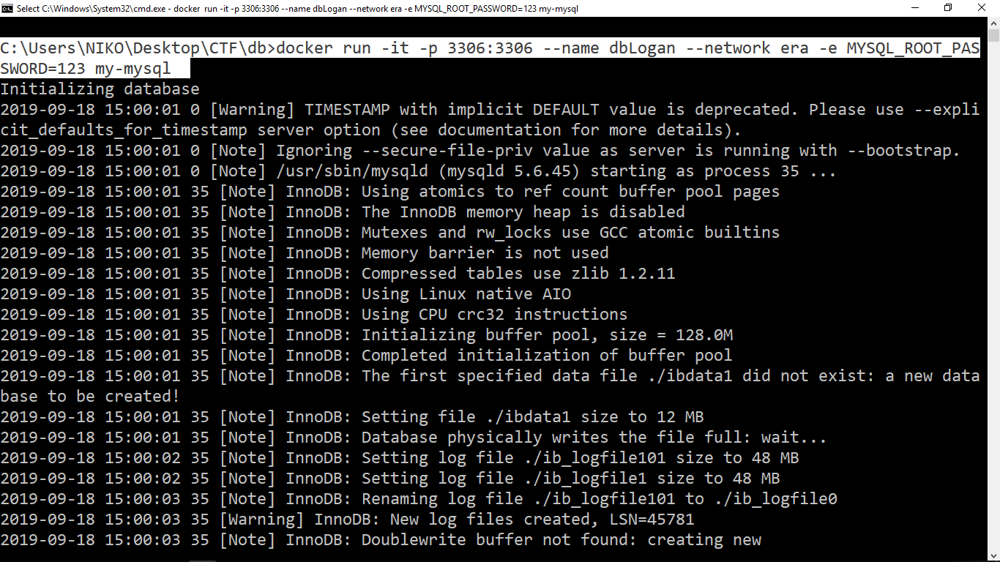 Select C:\Windows\System32\cmd.exe - docker  run -it -p 3306:3306 --name dbLogan --network era -e MYSQL_ROOT_PASSWORD=123 my-mysql
C:\Users\NIKO\Desktop\CTF\db>docker run -it -p 3306:3306 --name dbLogan --network era -e MYSQL_ROOT_PAS
SWORD=123 my-mysql
Initializing database
2019-09-18 15:00:01 0 [Warning] TIMESTAMP with implicit DEFAULT value is deprecated. Please use --expli
cit_defaults_for_timestamp server option (see documentation for more details).
2019-09-18 15:00:01 0 [Note] Ignoring --secure-file-priv value as server is running with --bootstrap.
2019-09-18 15:00:01 0 [Note] /usr/sbin/mysqld (mysqld 5.6.45) starting as process 35 ...
2019-09-18 15:00:01 35 [Note] InnoDB: Using atomics to ref count buffer pool pages
2019-09-18 15:00:01 35 [Note] InnoDB: The InnoDB memory heap is disabled
2019-09-18 15:00:01 35 [Note] InnoDB: Mutexes and rw_locks use GCC atomic builtins
2019-09-18 15:00:01 35 [Note] InnoDB: Memory barrier is not used
2019-09-18 15:00:01 35 [Note] InnoDB: Compressed tables use zlib 1.2.11
2019-09-18 15:00:01 35 [Note] InnoDB: Using Linux native AIO
2019-09-18 15:00:01 35 [Note] InnoDB: Using CPU crc32 instructions
2019-09-18 15:00:01 35 [Note] InnoDB: Initializing buffer pool, size = 128.0M
2019-09-18 15:00:01 35 [Note] InnoDB: Completed initialization of buffer pool
2019-09-18 15:00:01 35 [Note] InnoDB: The first specified data file ./ibdata1 did not exist: a new data
base to be created!
2019-09-18 15:00:01 35 [Note] InnoDB: Setting file ./ibdata1 size to 12 MB
2019-09-18 15:00:01 35 [Note] InnoDB: Database physically writes the file full: wait...
2019-09-18 15:00:02 35 [Note] InnoDB: Setting log file ./ib_logfile101 size to 48 MB
2019-09-18 15:00:02 35 [Note] InnoDB: Setting log file ./ib_logfile1 size to 48 MB
2019-09-18 15:00:03 35 [Note] InnoDB: Renaming log file ./ib_logfile101 to ./ib_logfile0
2019-09-18 15:00:03 35 [Warning] InnoDB: New log files created, LSN=45781
2019-09-18 15:00:03 35 [Note] InnoDB: Doublewrite buffer not found: creating new